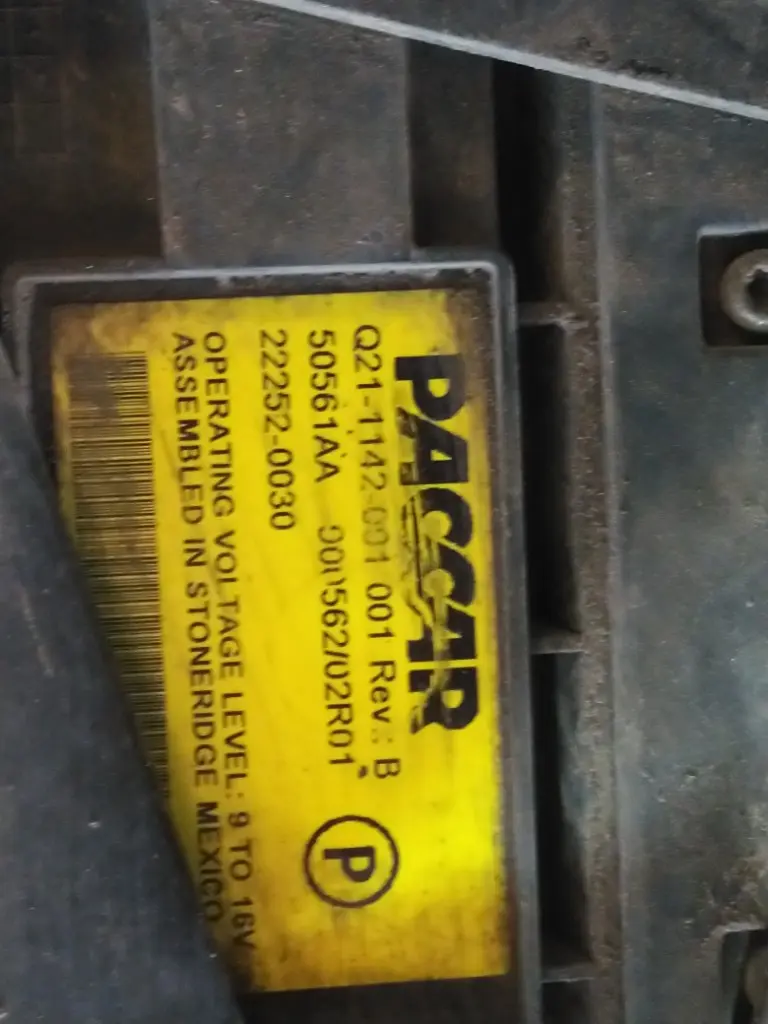 PACCAR
Q21-1142-001 001 Rev: B
50561AA 900562/02R01
P
22252-0030
OPERATING VOLTAGE LEVEL: 9 TO 16V
ASSEMBLED IN STONERIDGE MEXICO